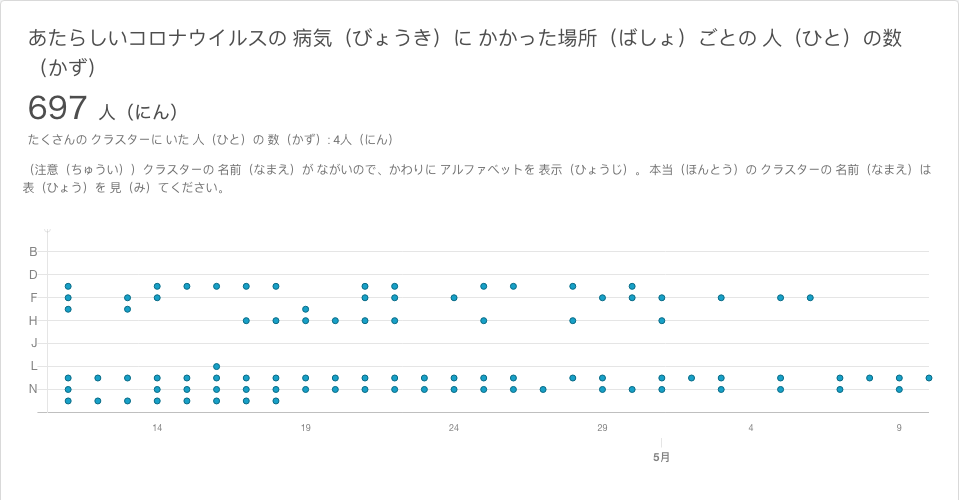 あたらしいコロナウイルスの 病気（びょうき）に かかった場所（ばしょ）ごとの 人（ひと）の数
（かず）
697 人（にん）
たくさんの クラスターに いた 人（ひと）の 数（かず）: 4人（にん）
（注意（ちゅうい））クラスターの 名前（なまえ）が ながいので、かわりに アルファベットを 表示（ひょうじ）。 本当（ほんとう）の クラスターの 名前（なまえ）は
表（ひょう）を 見（み）てください。
B
D
F
H
J
L
N
14 19 24 29 4 9
5月